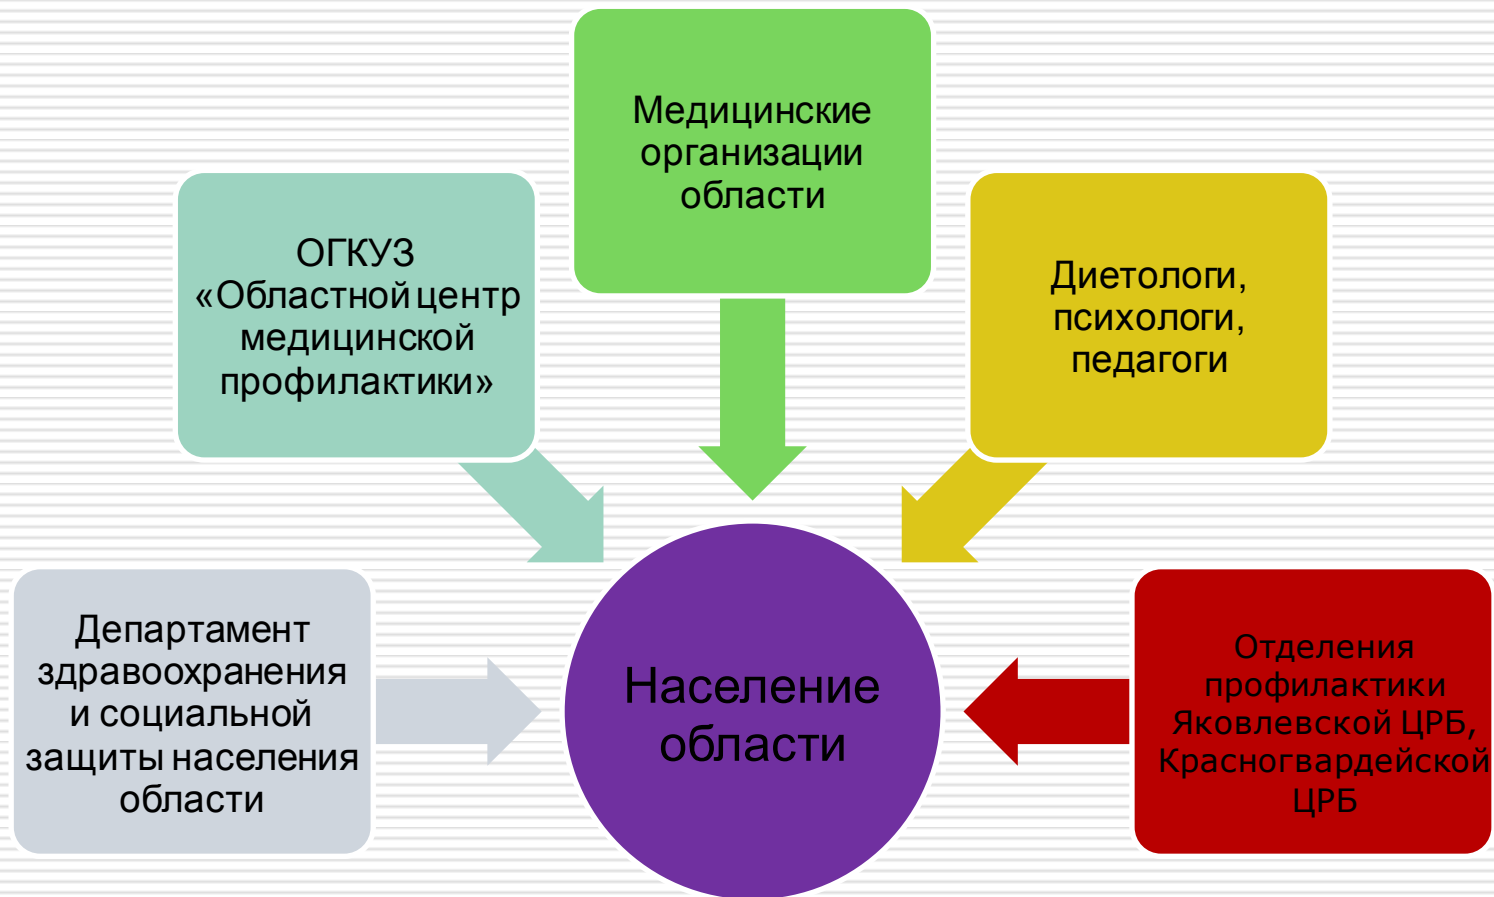 Медицинские
организации
области
ОГКУЗ
«Областной центр
медицинской
профилактики»
Диетологи,
психологи,
педагоги
Департамент
здравоохранения
и социальной
защиты населения
области
Население
области
Отделения
профилактики
Яковлевской ЦРБ,
Красногвардейской
ЦРБ